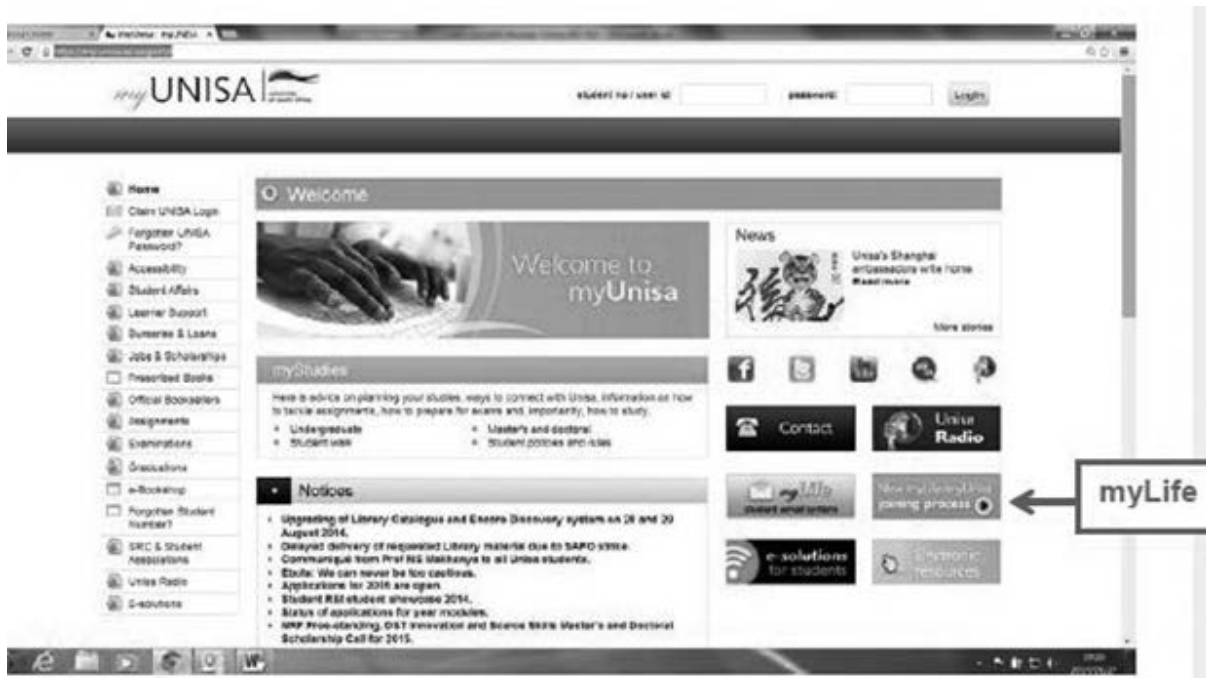 myUNISA
student no / user id:
password:
Login
Home
Claim UNISA Login
Forgotten UNISA
Password?
Accessibility
Student Affairs
Learner Support
Bursaries & Loans
Jobs & Scholarships
Prescribed Books
Official Booksellers
Assignments
Examinations
Graduations
e-Bookshop
Forgotten Student
Number?
SRC & Student
Associations
Unisa Radio
E-solutions
Welcome
Welcome to
myUnisa
myStudies
Here is advice on planning your studies, ways to connect with Unisa, information on how
to tackle assignments, how to prepare for exams and, importantly, how to study.
Undergraduate
Student walk
Master's and doctoral
Student policies and rules
Notices
Upgrading of Library Catalogue and Encore Discovery system on 28 and 29
August 2014.
Delayed delivery of requested Library material due to SAPO strike.
Communiqué from Prof MS Makhanya to all Unisa students.
Ebola: We can never be too cautious.
Applications for 2015 are open
Student R&I student showcase 2014.
Status of applications for year modules.
NRF Free-standing, DST Innovation and Scarce Skills Master's and Doctoral
Scholarship Call for 2015.
News
Unisa's Shanghai
ambassadors write home
Read more
More stories
Contact
Unisa
Radio
myLife
student email system
joining process
e-solutions
for students
Electronic
resources
myLife